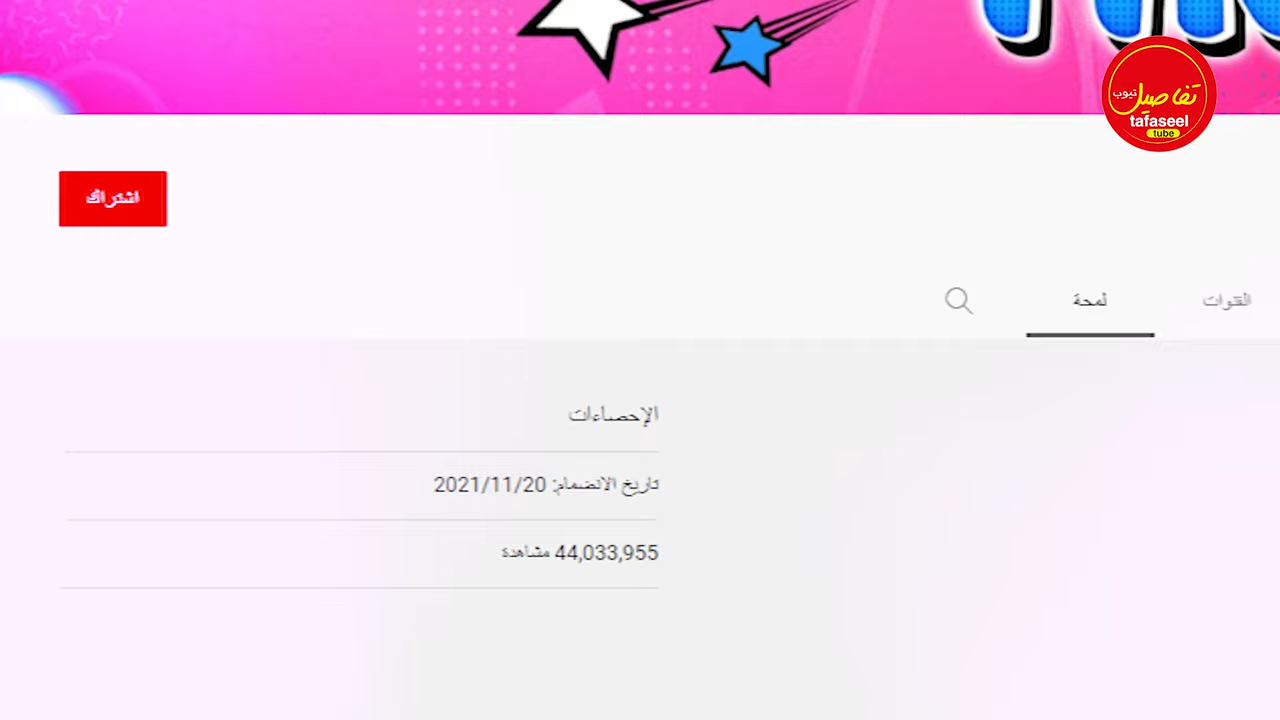 تفاصيل
تيوب
tafaseel
tube
اشتراك
القنوات
لمحة
الإحصاءات
تاريخ الانضمام: 2021/11/20
44,033,955 مشاهدة